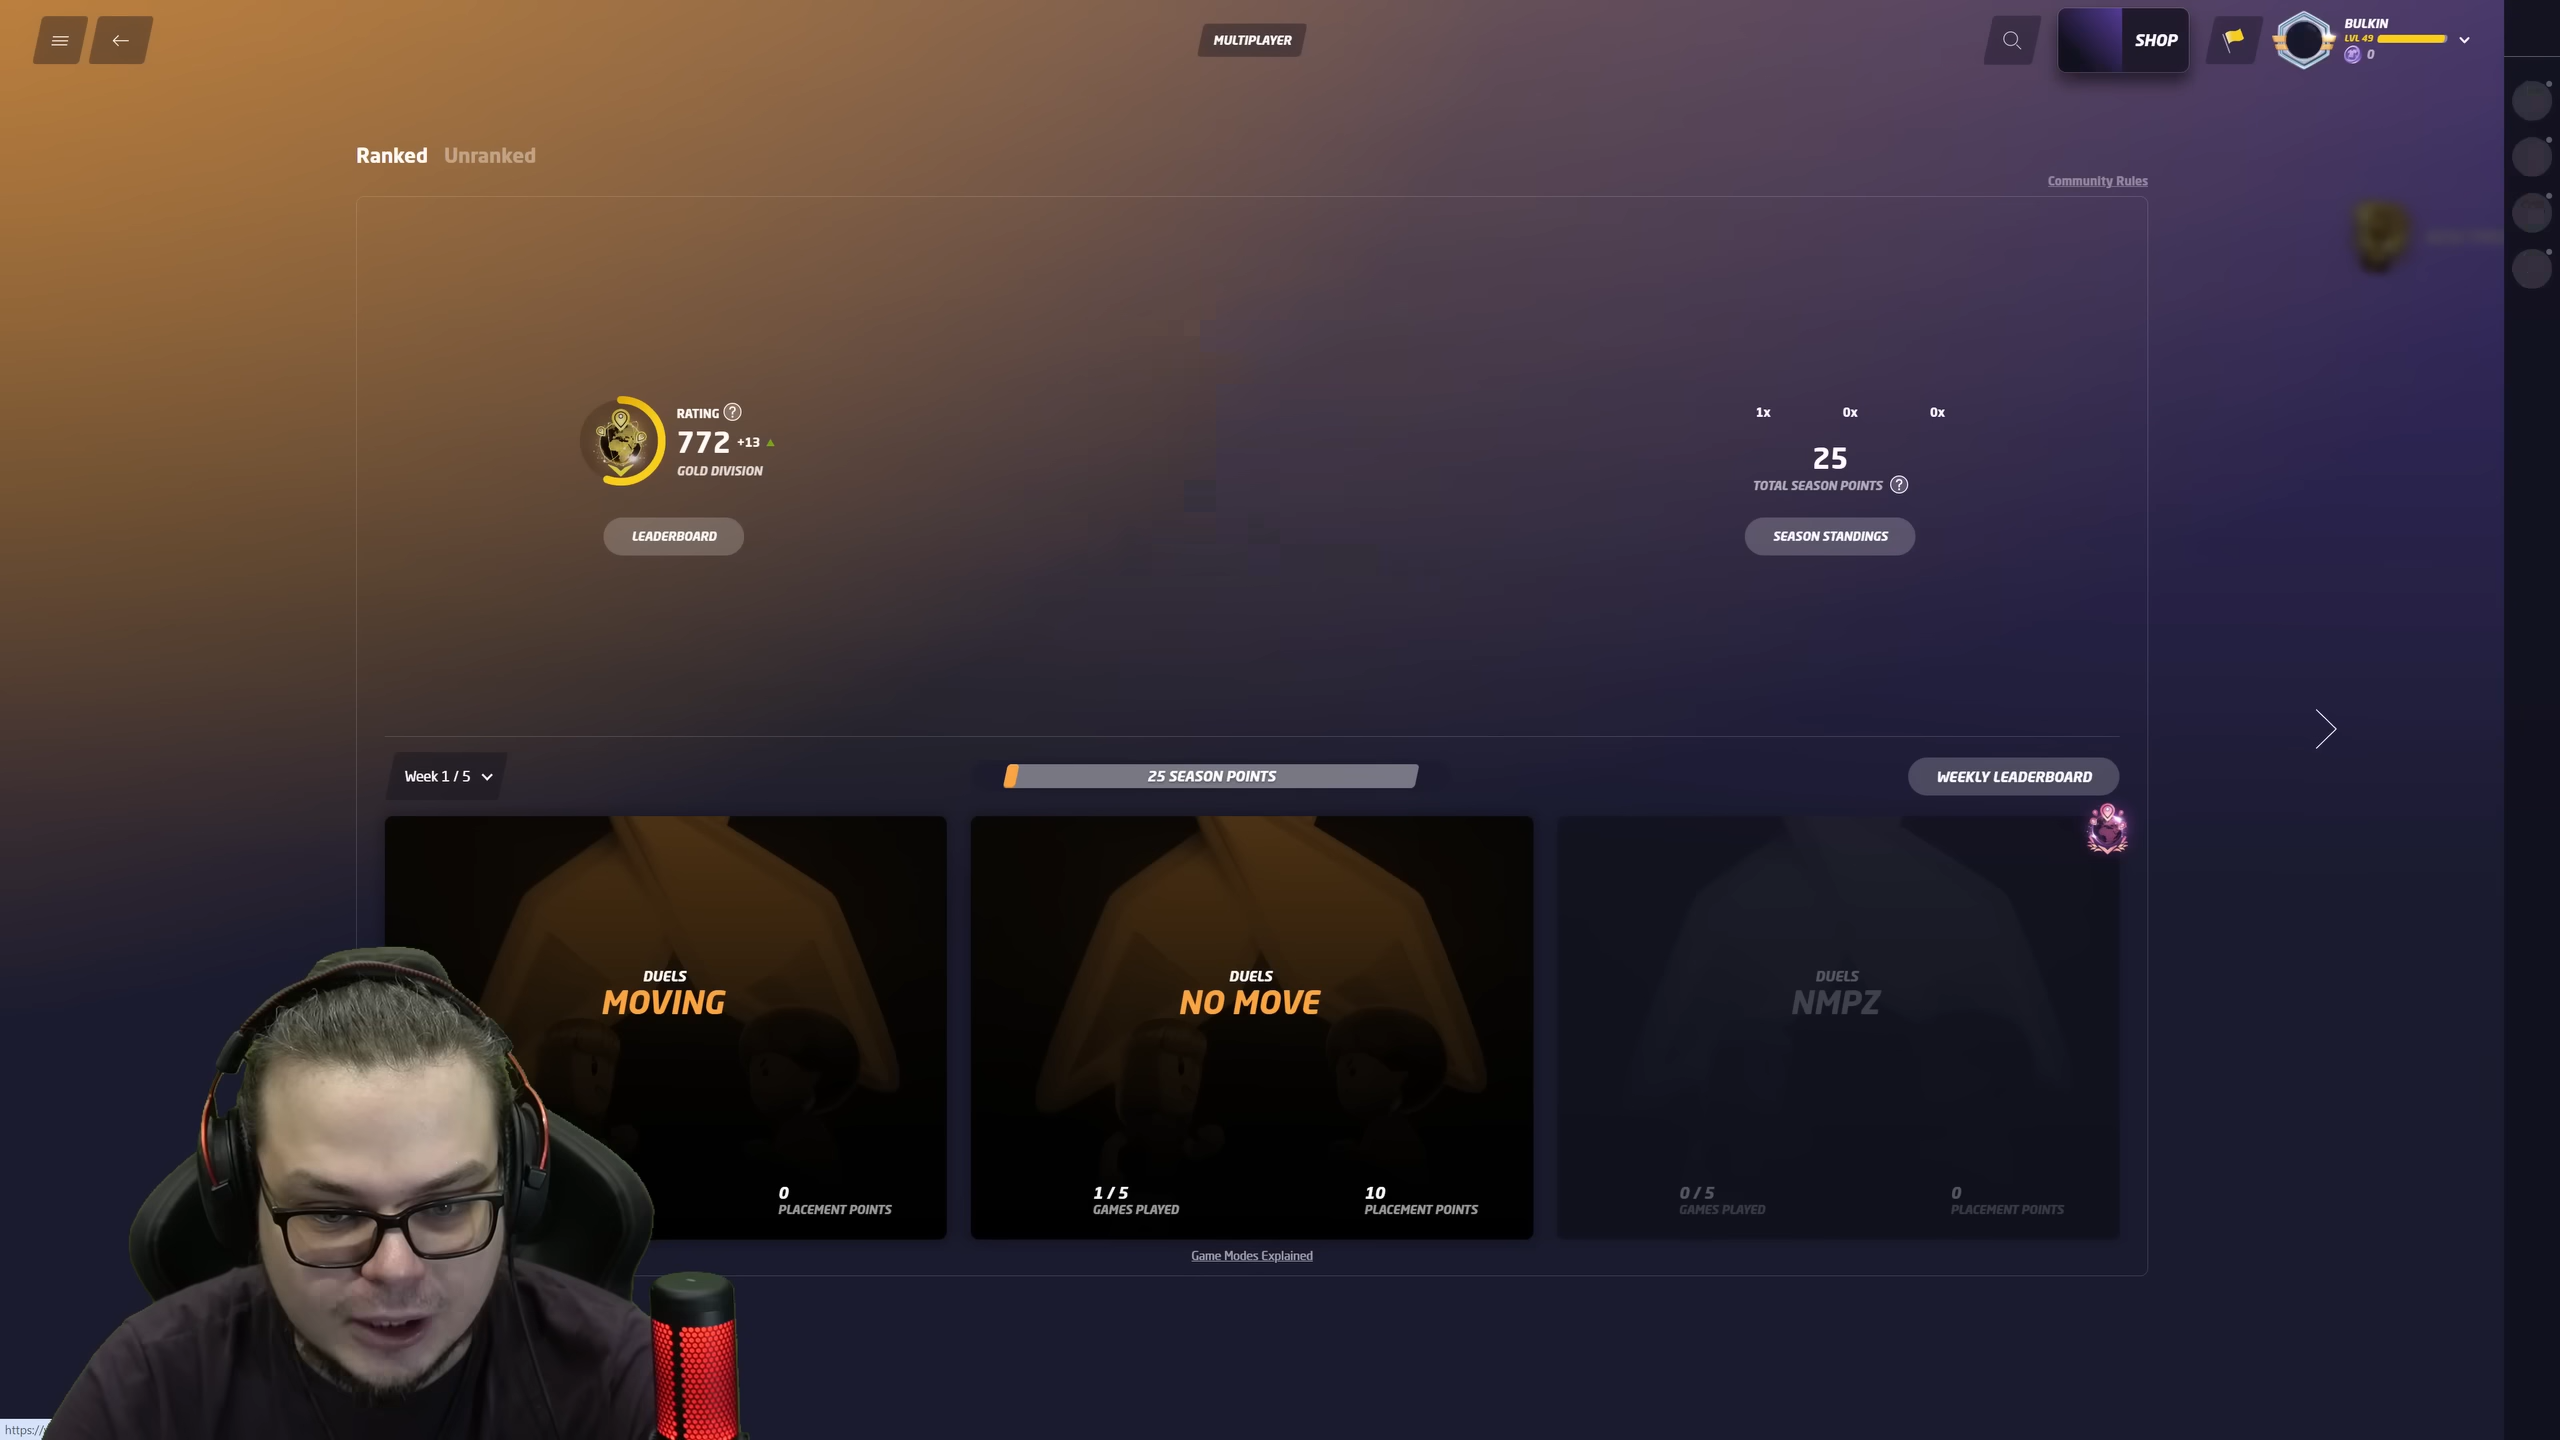 MULTIPLAYER
SHOP
BULKIN
LVL 49
0
Ranked Unranked
Community Rules
RATING ?
772 +13
GOLD DIVISION
LEADERBOARD
1x 0x 0x
25
TOTAL SEASON POINTS ?
SEASON STANDINGS
Week 1 / 5
25 SEASON POINTS
WEEKLY LEADERBOARD
DUELS
MOVING
0
PLACEMENT POINTS
DUELS
NO MOVE
1 / 5
GAMES PLAYED
10
PLACEMENT POINTS
DUELS
NMPZ
0 / 5
GAMES PLAYED
0
PLACEMENT POINTS
Game Modes Explained
https://